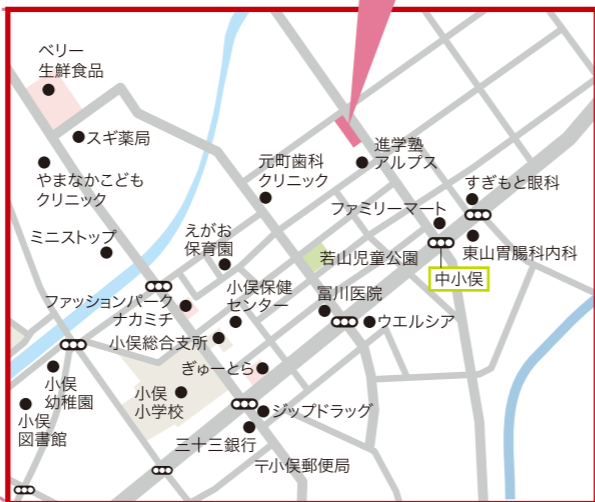 ベリー
生鮮食品
スギ薬局
やまなかこども
クリニック
ミニストップ
元町歯科
クリニック
進学塾
アルプス
すぎもと眼科
ファミリーマート
東山胃腸科内科
中小俣
えがお
保育園
若山児童公園
ファッションパーク
ナカミチ
小俣保健
センター
冨川医院
ウエルシア
小俣総合支所
ぎゅーとら
小俣
幼稚園
小俣
図書館
小俣
小学校
ジップドラッグ
三十三銀行
〒小俣郵便局